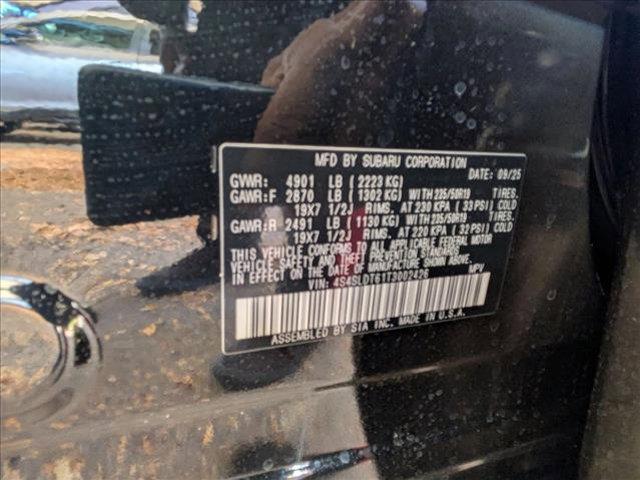 MFD BY SUBARU CORPORATION
DATE: 09/25
GVWR: 4901 LB (2223 KG)
GAWR:F 2870 LB (1302 KG) WITH 235/50R19 TIRES.
19X7 1/2J RIMS. AT 230 KPA (33 PSI) COLD
GAWR:R 2491 LB (1130 KG) WITH 235/50R19 TIRES.
19X7 1/2J RIMS. AT 220 KPA (32 PSI) COLD
THIS VEHICLE CONFORMS TO ALL APPLICABLE FEDERAL MOTOR
VEHICLE SAFETY AND THEFT PREVENTION STANDARDS
IN EFFECT ON THE DATE OF MANUFACTURE SHOWN ABOVE.
VIN: 4S4SLDT61T3002426 MPV
ASSEMBLED BY SIA INC. MADE IN U.S.A.